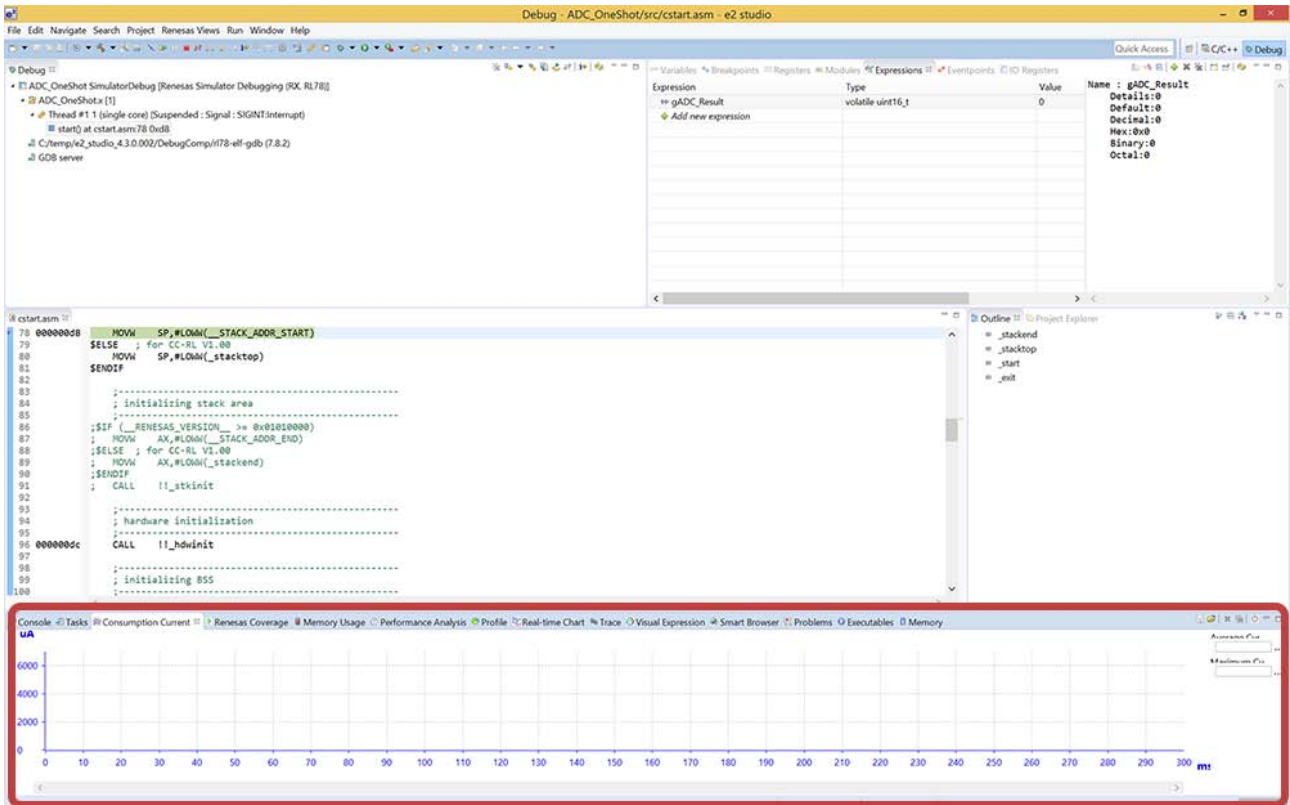 Debug - ADC_OneShot/src/cstart.asm - e2 studio
File Edit Navigate Search Project Renesas Views Run Window Help
Quick Access C/C++ Debug
Debug
ADC_OneShot SimulatorDebug [Renesas Simulator Debugging (RX, RL78)]
ADC_OneShot.x [1]
Thread #1 1 (single core) (Suspended : Signal : SIGINT:Interrupt)
start() at cstart.asm:78 0xd8
C:/temp/e2_studio_4.3.0.002/DebugComp/rl78-elf-gdb (7.8.2)
GDB server
Variables Breakpoints Registers Modules Expressions Eventpoints IO Registers
Expression Type Value
gADC_Result volatile uint16_t 0
Add new expression
Name : gADC_Result
Details:0
Default:0
Decimal:0
Hex:0x0
Binary:0
Octal:0
cstart.asm
78 000000d8 MOVW SP,#LOWW(__STACK_ADDR_START)
79 $ELSE ; for CC-RL V1.00
80 MOVW SP,#LOWW(_stacktop)
81 $ENDIF
82
83 ;--------------------------------------------------
84 ; initializing stack area
85 ;--------------------------------------------------
86 ;$IF (__RENESAS_VERSION__ >= 0x01010000)
87 ; MOVW AX,#LOWW(__STACK_ADDR_END)
88 ;$ELSE ; for CC-RL V1.00
89 ; MOVW AX,#LOWW(_stackend)
90 ;$ENDIF
91 ; CALL !!_stkinit
92
93 ;--------------------------------------------------
94 ; hardware initialization
95 ;--------------------------------------------------
96 000000dc CALL !!_hdwinit
97
98 ;--------------------------------------------------
99 ; initializing BSS
100 ;--------------------------------------------------
Outline Project Explorer
_stackend
_stacktop
_start
_exit
Console Tasks Consumption Current Renesas Coverage Memory Usage Performance Analysis Profile Real-time Chart Trace Visual Expression Smart Browser Problems Executables Memory
uA
6000
4000
2000
0
0 10 20 30 40 50 60 70 80 90 100 110 120 130 140 150 160 170 180 190 200 210 220 230 240 250 260 270 280 290 300 ms
Average Cur
Maximum Cu